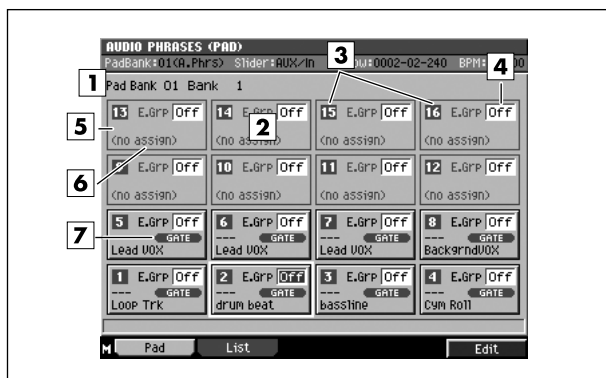 AUDIO PHRASES (PAD)
PadBank:01(A.Phrs) Slider:AUX/In 0002-02-240 BPM:
Pad Bank 01 Bank 1
13 E.Grp Off 14 E.Grp Off 15 E.Grp Off 16 E.Grp Off
(no assign) (no assign) (no assign) (no assign)
E.Grp Off 10 E.Grp Off 11 E.Grp Off 12 E.Grp Off
(no assign) (no assign) (no assign) (no assign)
5 E.Grp Off 6 E.Grp Off 7 E.Grp Off 8 E.Grp Off
--- GATE --- GATE --- GATE --- GATE
Lead VOX Lead VOX Lead VOX BackgrndVOX
1 E.Grp Off 2 E.Grp Off 3 E.Grp Off 4 E.Grp Off
--- GATE --- GATE --- GATE --- GATE
Loop Trk drum beat bassline Cym Roll
M Pad List Edit
1
2
3
4
5
6
7